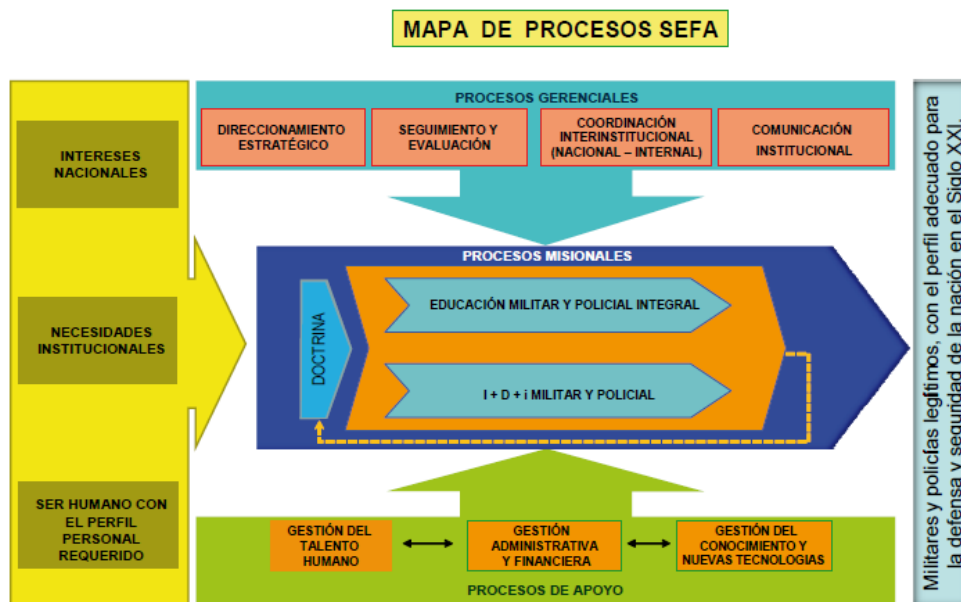 MAPA DE PROCESOS SEFA
INTERESES
NACIONALES
NECESIDADES
INSTITUCIONALES
SER HUMANO CON
EL PERFIL
PERSONAL
REQUERIDO
PROCESOS GERENCIALES
DIRECCIONAMIENTO
ESTRATÉGICO
SEGUIMIENTO Y
EVALUACIÓN
COORDINACIÓN
INTERINSTITUCIONAL
(NACIONAL – INTERNAL)
COMUNICACIÓN
INSTITUCIONAL
PROCESOS MISIONALES
DOCTRINA
EDUCACIÓN MILITAR Y POLICIAL INTEGRAL
I + D + i MILITAR Y POLICIAL
GESTIÓN DEL
TALENTO
HUMANO
GESTIÓN
ADMINISTRATIVA
Y FINANCIERA
GESTIÓN DEL
CONOCIMIENTO Y
NUEVAS TECNOLOGIAS
PROCESOS DE APOYO
Militares y policías legítimos, con el perfil adecuado para
la defensa y seguridad de la nación en el Siglo XXI.